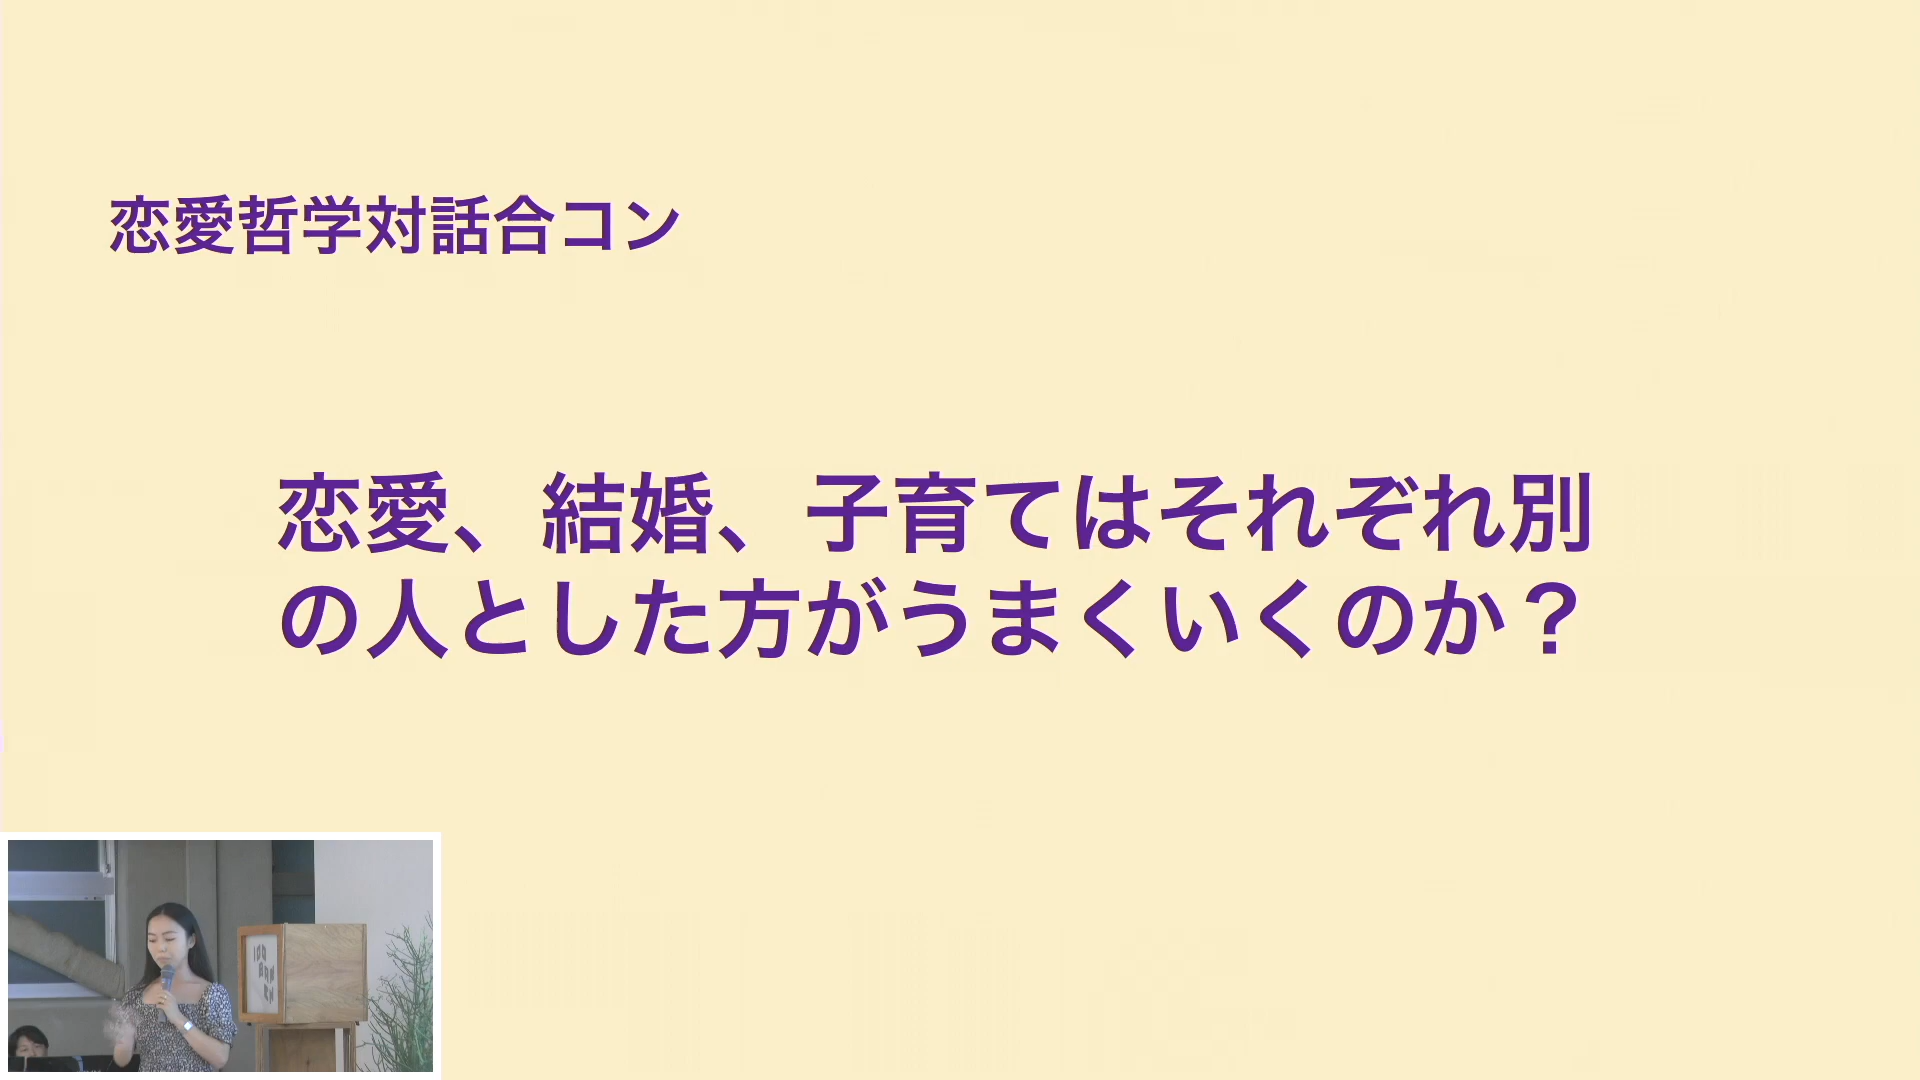 恋愛哲学対話合コン
恋愛、結婚、子育てはそれぞれ別
の人とした方がうまくいくのか？